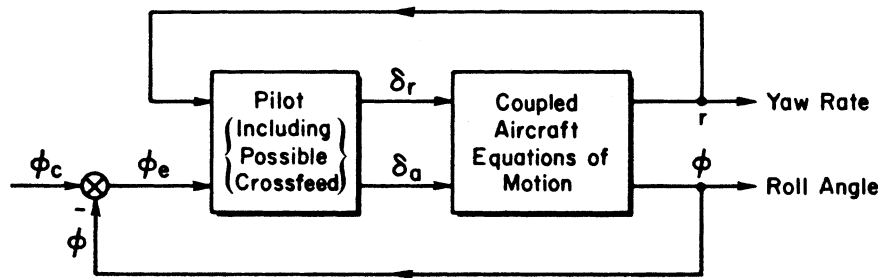 Pilot
{Including
Possible
Crossfeed}
δr
δa
Coupled
Aircraft
Equations of
Motion
r
Yaw Rate
ϕ
Roll Angle
ϕc
ϕe
-
ϕ